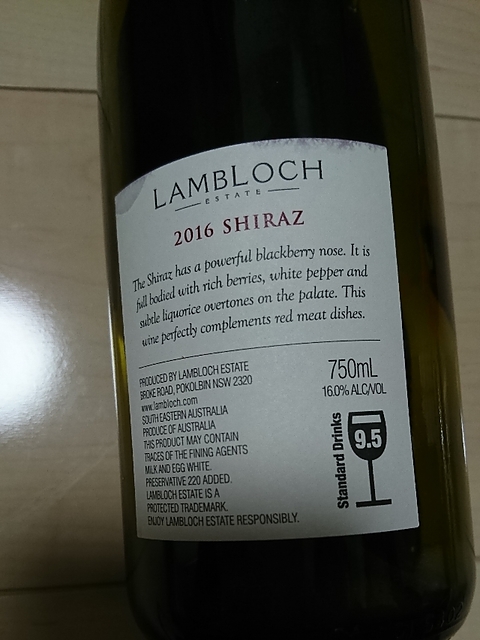 LAMBLOCH
ESTATE
2016 SHIRAZ
The Shiraz has a powerful blackberry nose. It is
full bodied with rich berries, white pepper and
subtle liquorice overtones on the palate. This
wine perfectly complements red meat dishes.
PRODUCED BY LAMBLOCH ESTATE
BROKE ROAD, POKOLBIN NSW 2320
www.lambloch.com
SOUTH EASTERN AUSTRALIA
PRODUCE OF AUSTRALIA
THIS PRODUCT MAY CONTAIN
TRACES OF THE FINING AGENTS
MILK AND EGG WHITE.
PRESERVATIVE 220 ADDED.
LAMBLOCH ESTATE IS A
PROTECTED TRADEMARK.
ENJOY LAMBLOCH ESTATE RESPONSIBLY.
750mL
16.0% ALC/VOL
Standard Drinks
9.5